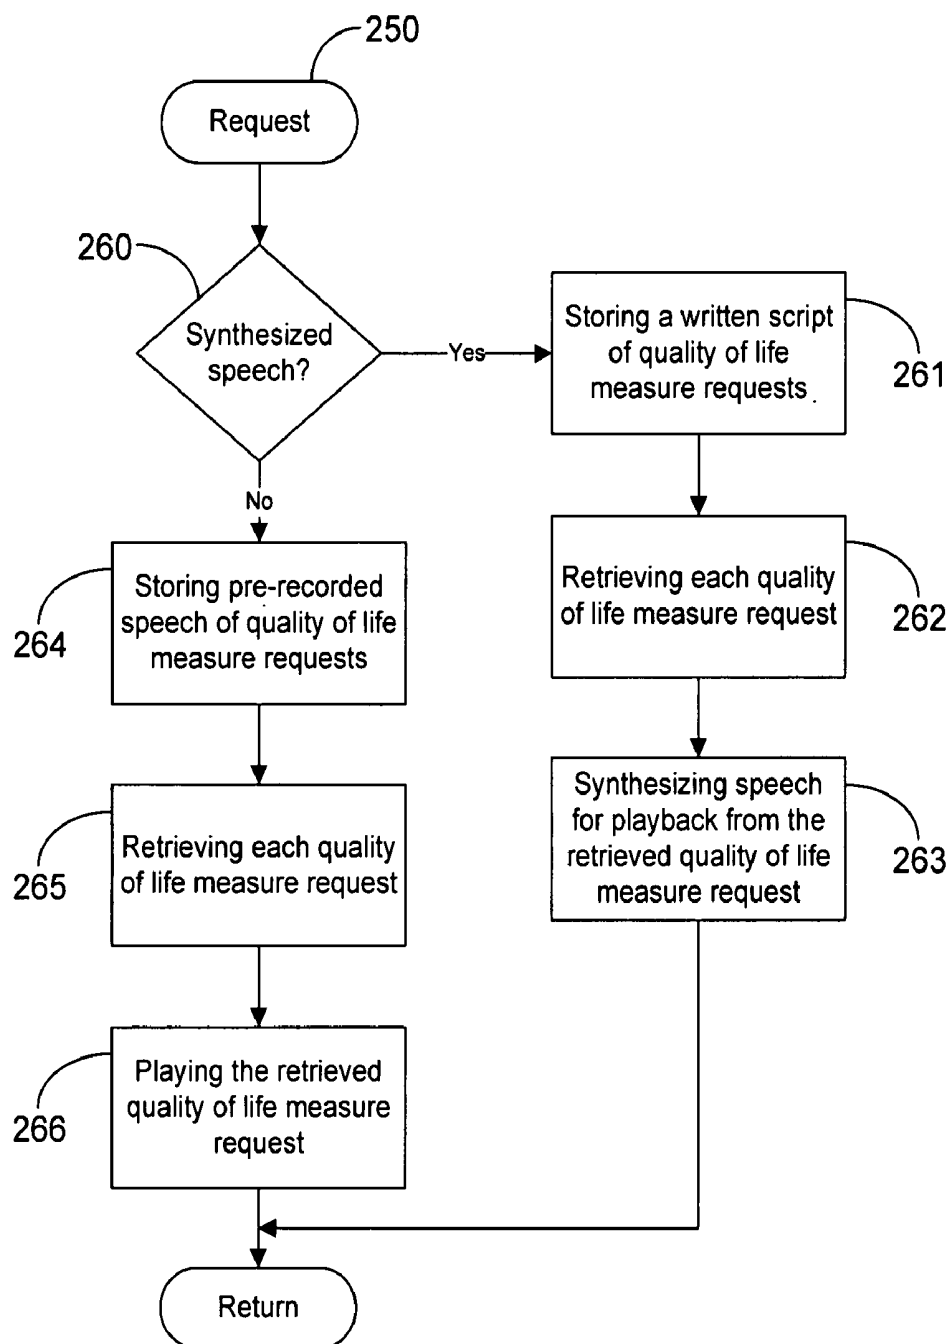 250
Request
260
Synthesized
speech?
Yes
Storing a written script
of quality of life
measure requests
261
No
Storing pre-recorded
speech of quality of life
measure requests
264
Retrieving each quality
of life measure request
262
Retrieving each quality
of life measure request
265
Synthesizing speech
for playback from the
retrieved quality of life
measure request
263
Playing the retrieved
quality of life measure
request
266
Return